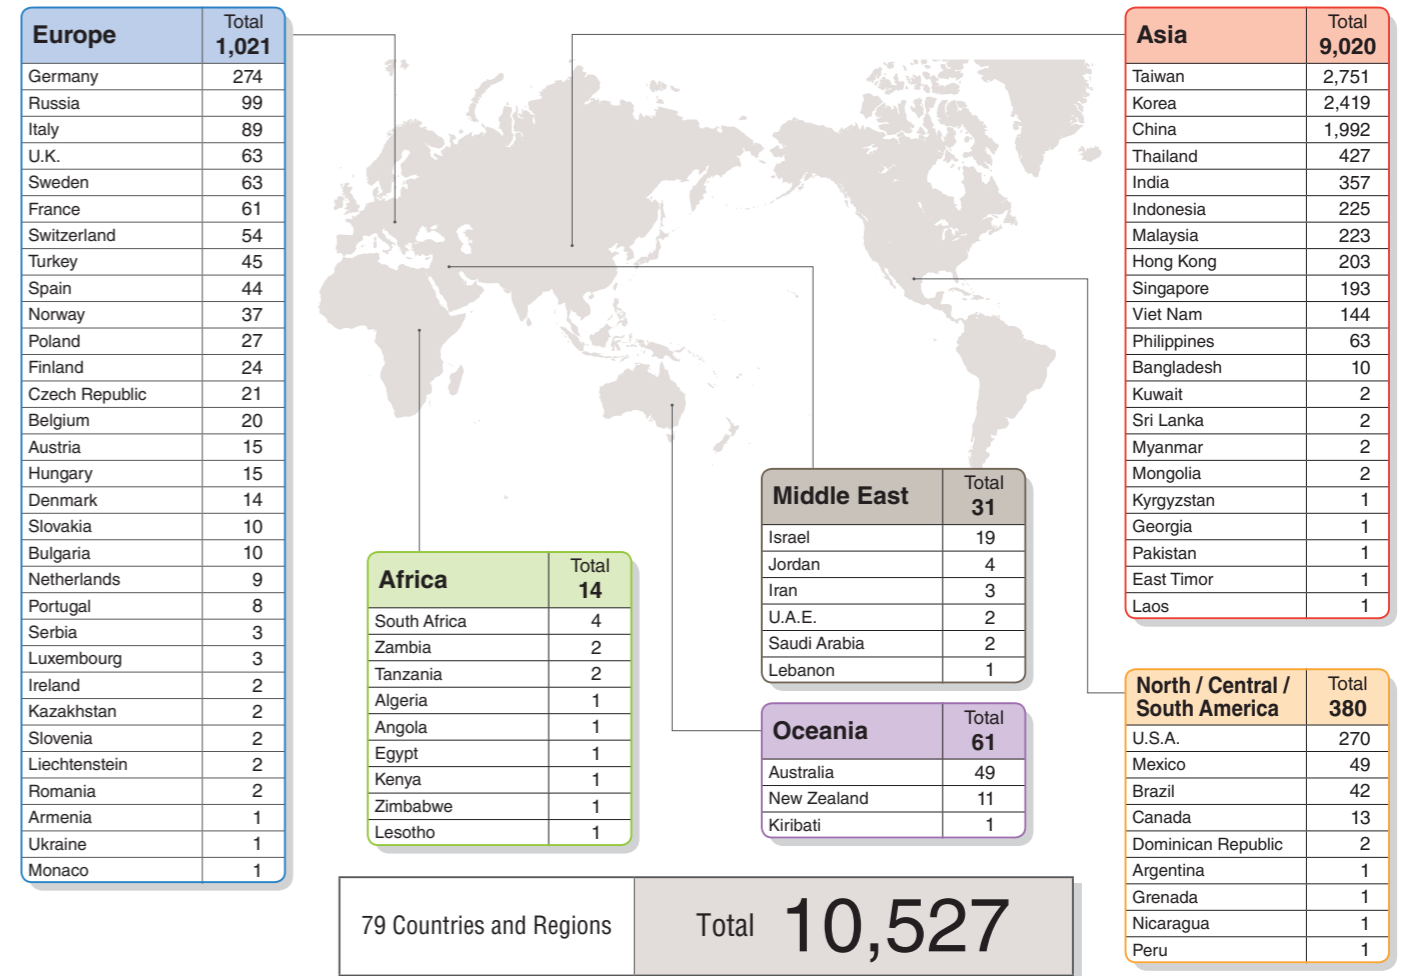 Europe Total 1,021
Germany 274
Russia 99
Italy 89
U.K. 63
Sweden 63
France 61
Switzerland 54
Turkey 45
Spain 44
Norway 37
Poland 27
Finland 24
Czech Republic 21
Belgium 20
Austria 15
Hungary 15
Denmark 14
Slovakia 10
Bulgaria 10
Netherlands 9
Portugal 8
Serbia 3
Luxembourg 3
Ireland 2
Kazakhstan 2
Slovenia 2
Liechtenstein 2
Romania 2
Armenia 1
Ukraine 1
Monaco 1
Africa Total 14
South Africa 4
Zambia 2
Tanzania 2
Algeria 1
Angola 1
Egypt 1
Kenya 1
Zimbabwe 1
Lesotho 1
Middle East Total 31
Israel 19
Jordan 4
Iran 3
U.A.E. 2
Saudi Arabia 2
Lebanon 1
Oceania Total 61
Australia 49
New Zealand 11
Kiribati 1
Asia Total 9,020
Taiwan 2,751
Korea 2,419
China 1,992
Thailand 427
India 357
Indonesia 225
Malaysia 223
Hong Kong 203
Singapore 193
Viet Nam 144
Philippines 63
Bangladesh 10
Kuwait 2
Sri Lanka 2
Myanmar 2
Mongolia 2
Kyrgyzstan 1
Georgia 1
Pakistan 1
East Timor 1
Laos 1
North / Central /
South America Total 380
U.S.A. 270
Mexico 49
Brazil 42
Canada 13
Dominican Republic 2
Argentina 1
Grenada 1
Nicaragua 1
Peru 1
79 Countries and Regions Total 10,527